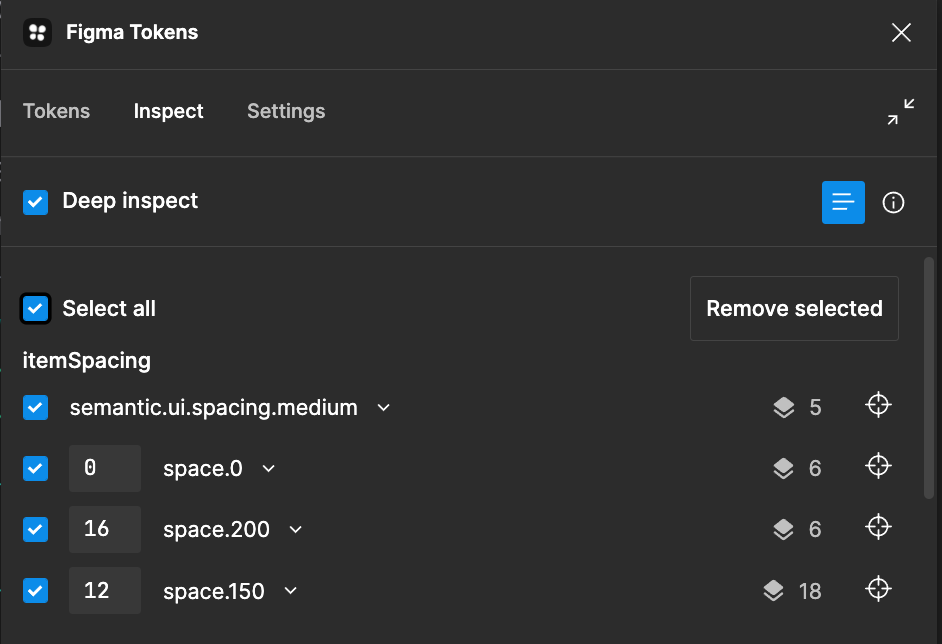 Figma Tokens
Tokens Inspect Settings
Deep inspect
Select all Remove selected
itemSpacing
semantic.ui.spacing.medium 5
0 space.0 6
16 space.200 6
12 space.150 18